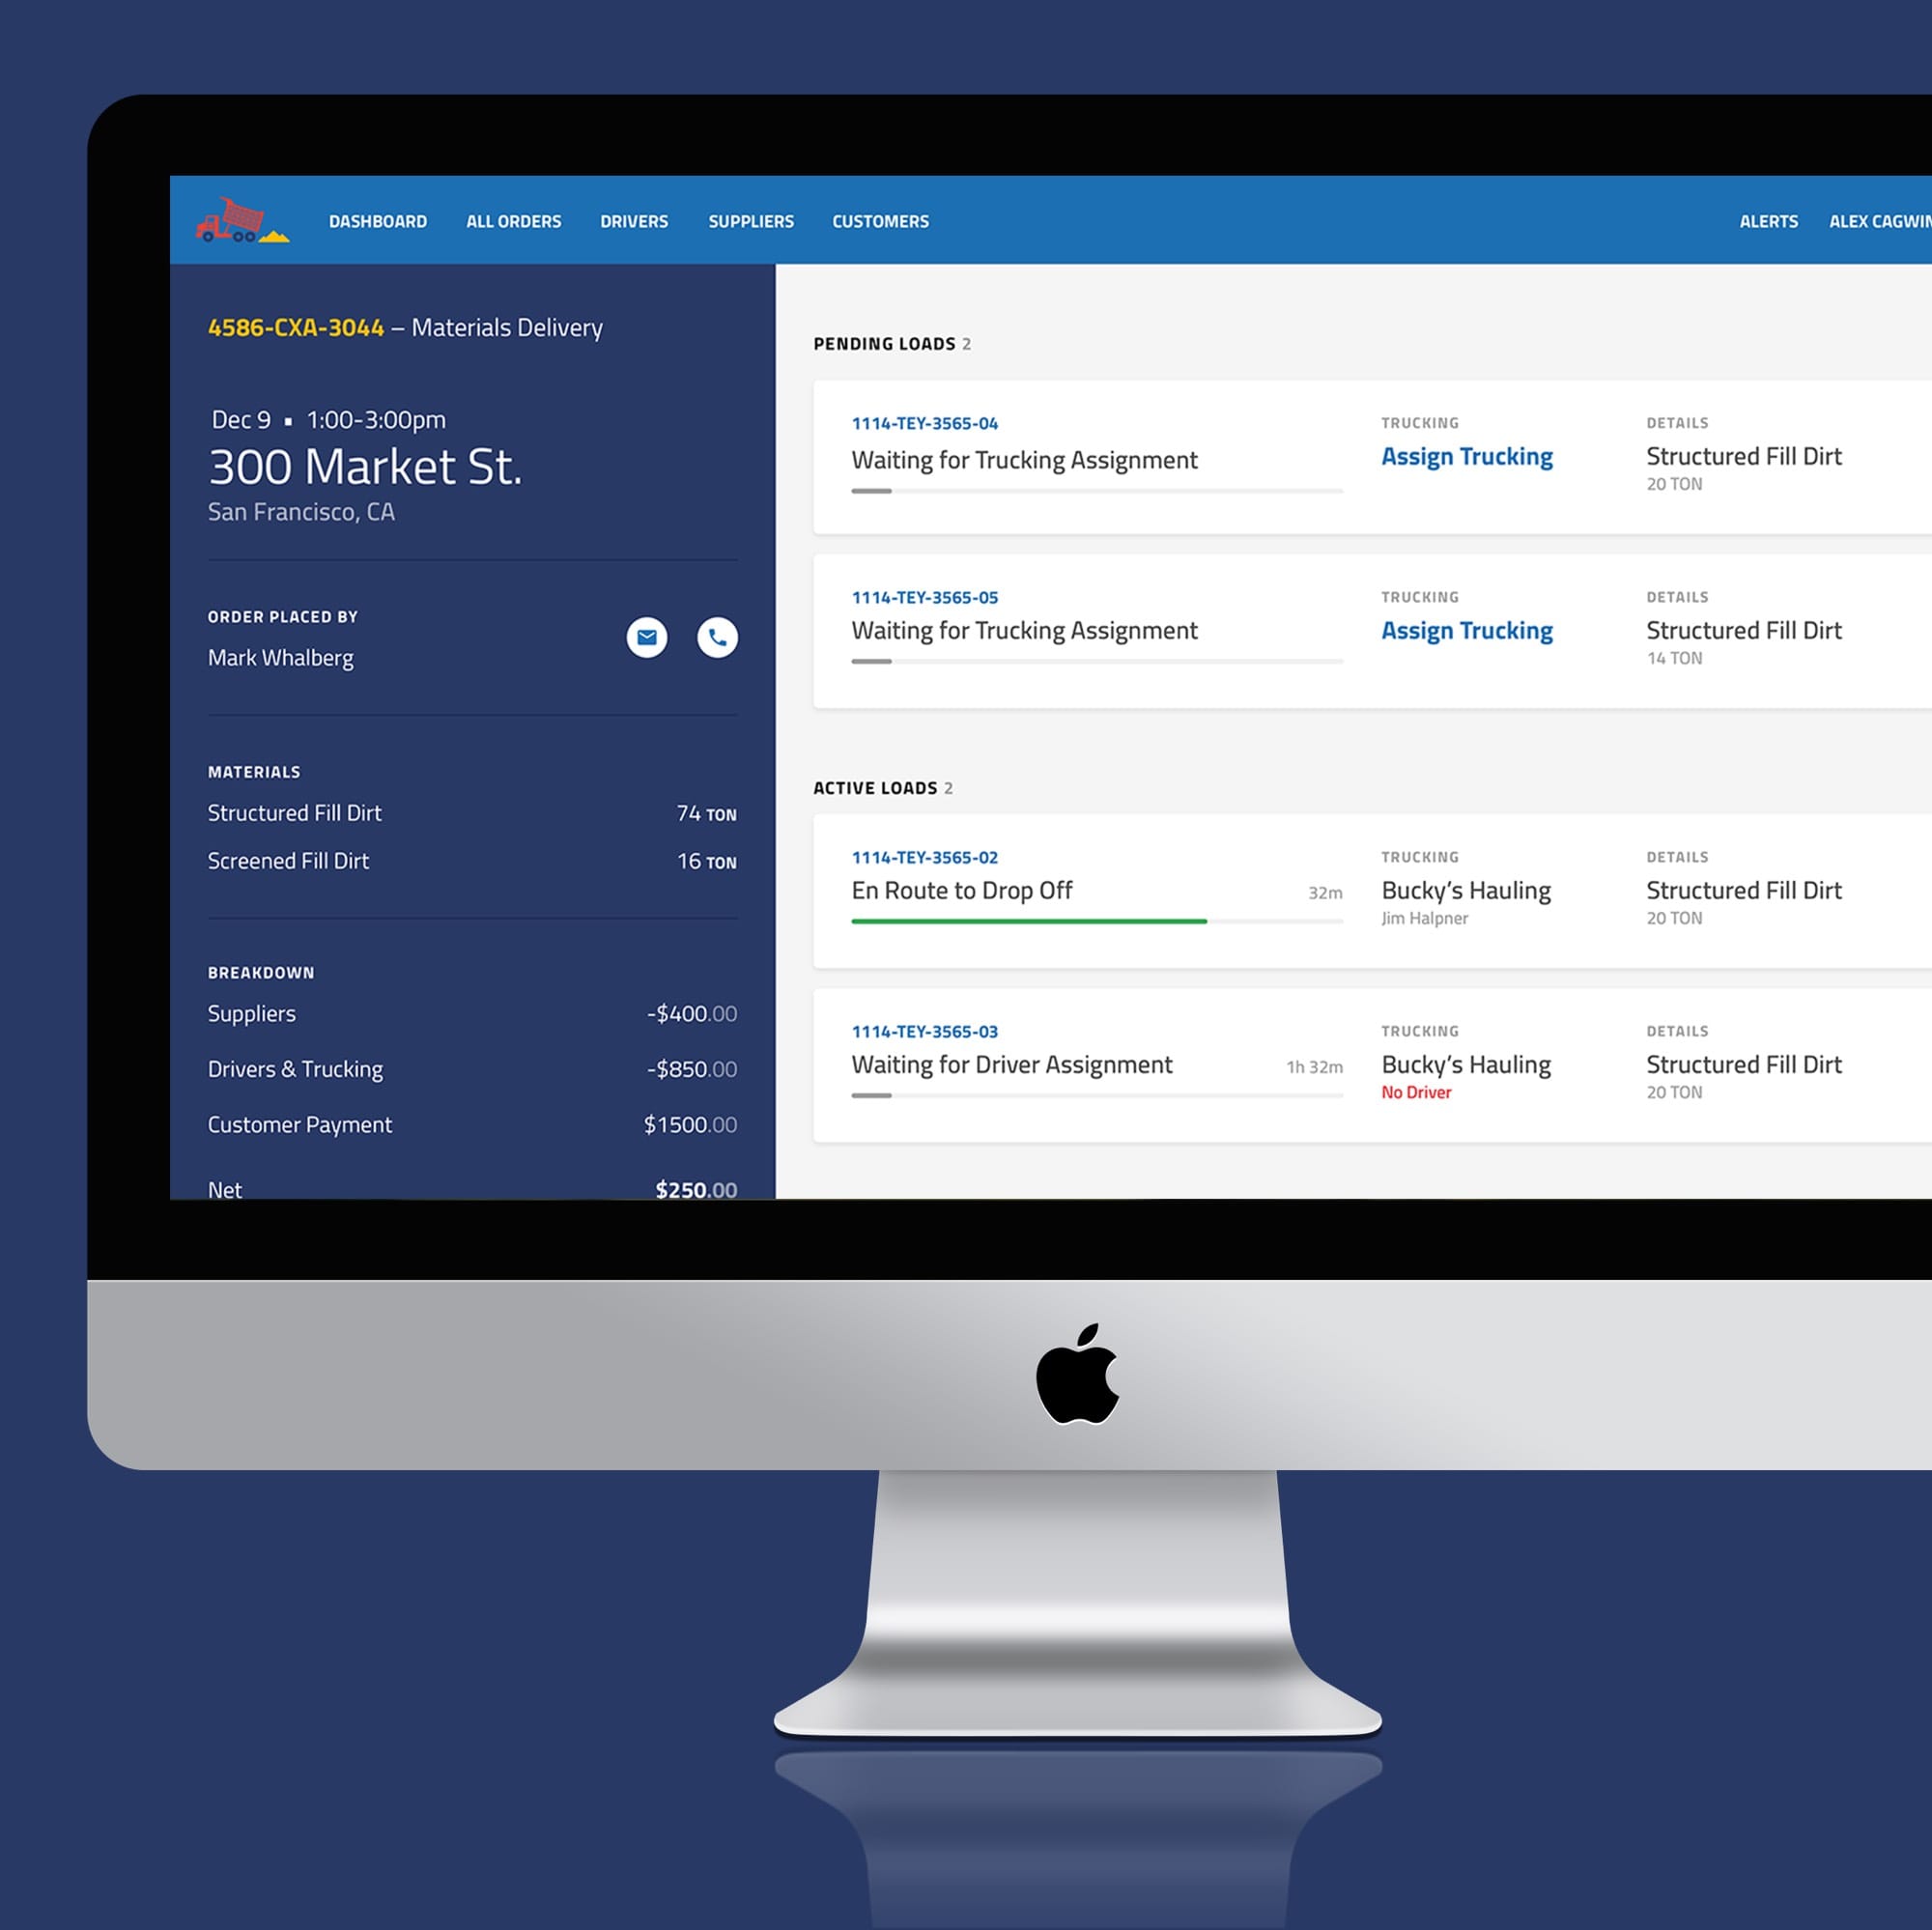 DASHBOARD ALL ORDERS DRIVERS SUPPLIERS CUSTOMERS ALERTS ALEX CAGWIN
4586-CXA-3044 – Materials Delivery
Dec 9 ▪ 1:00-3:00pm
300 Market St.
San Francisco, CA
ORDER PLACED BY
Mark Whalberg
MATERIALS
Structured Fill Dirt 74 TON
Screened Fill Dirt 16 TON
BREAKDOWN
Suppliers -$400.00
Drivers & Trucking -$850.00
Customer Payment $1500.00
Net $250.00
PENDING LOADS 2
1114-TEY-3565-04 TRUCKING DETAILS
Waiting for Trucking Assignment Assign Trucking Structured Fill Dirt
20 TON
1114-TEY-3565-05 TRUCKING DETAILS
Waiting for Trucking Assignment Assign Trucking Structured Fill Dirt
14 TON
ACTIVE LOADS 2
1114-TEY-3565-02 TRUCKING DETAILS
En Route to Drop Off 32m Bucky’s Hauling Structured Fill Dirt
Jim Halpner 20 TON
1114-TEY-3565-03 TRUCKING DETAILS
Waiting for Driver Assignment 1h 32m Bucky’s Hauling Structured Fill Dirt
No Driver 20 TON